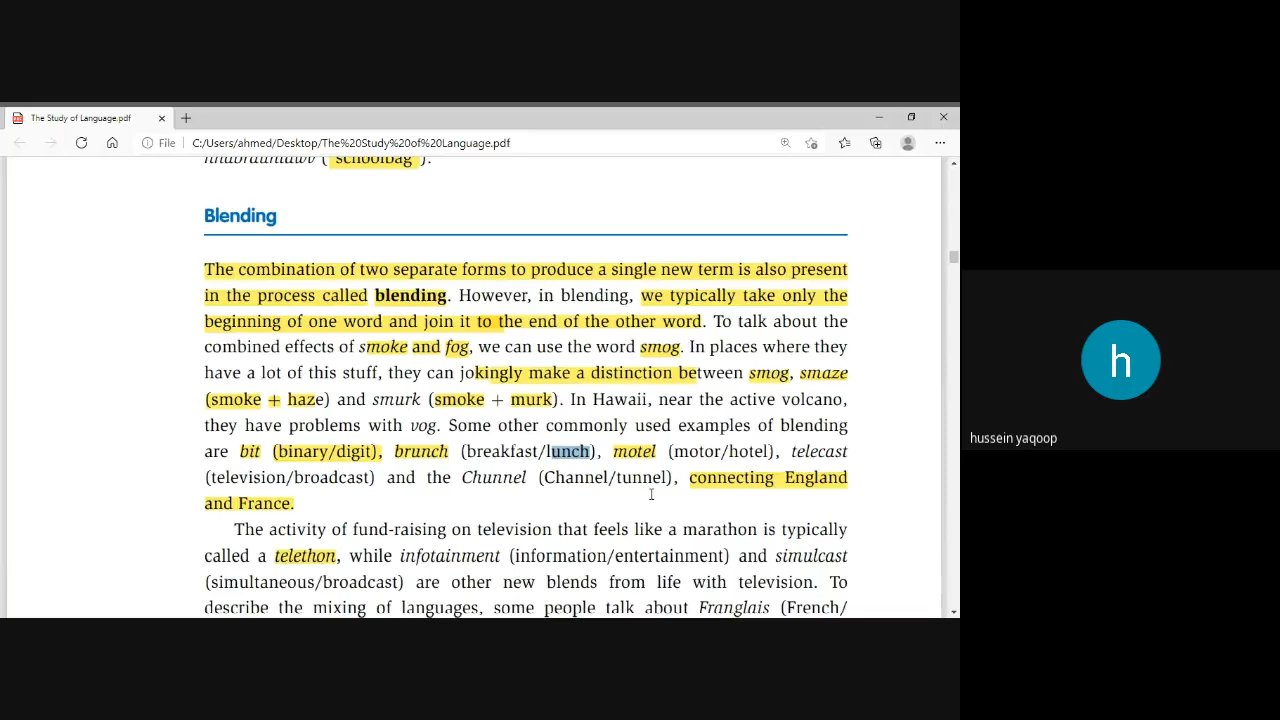 The Study of Language.pdf
File
C:/Users/ahmed/Desktop/The%20Study%20of%20Language.pdf
("schoolbag").
Blending
The combination of two separate forms to produce a single new term is also present
in the process called blending. However, in blending, we typically take only the
beginning of one word and join it to the end of the other word. To talk about the
combined effects of smoke and fog, we can use the word smog. In places where they
have a lot of this stuff, they can jokingly make a distinction between smog, smaze
(smoke + haze) and smurk (smoke + murk). In Hawaii, near the active volcano,
they have problems with vog. Some other commonly used examples of blending
are bit (binary/digit), brunch (breakfast/lunch), motel (motor/hotel), telecast
(television/broadcast) and the Chunnel (Channel/tunnel), connecting England
and France.
The activity of fund-raising on television that feels like a marathon is typically
called a telethon, while infotainment (information/entertainment) and simulcast
(simultaneous/broadcast) are other new blends from life with television. To
describe the mixing of languages, some people talk about Franglais (French/
h
hussein yaqoop